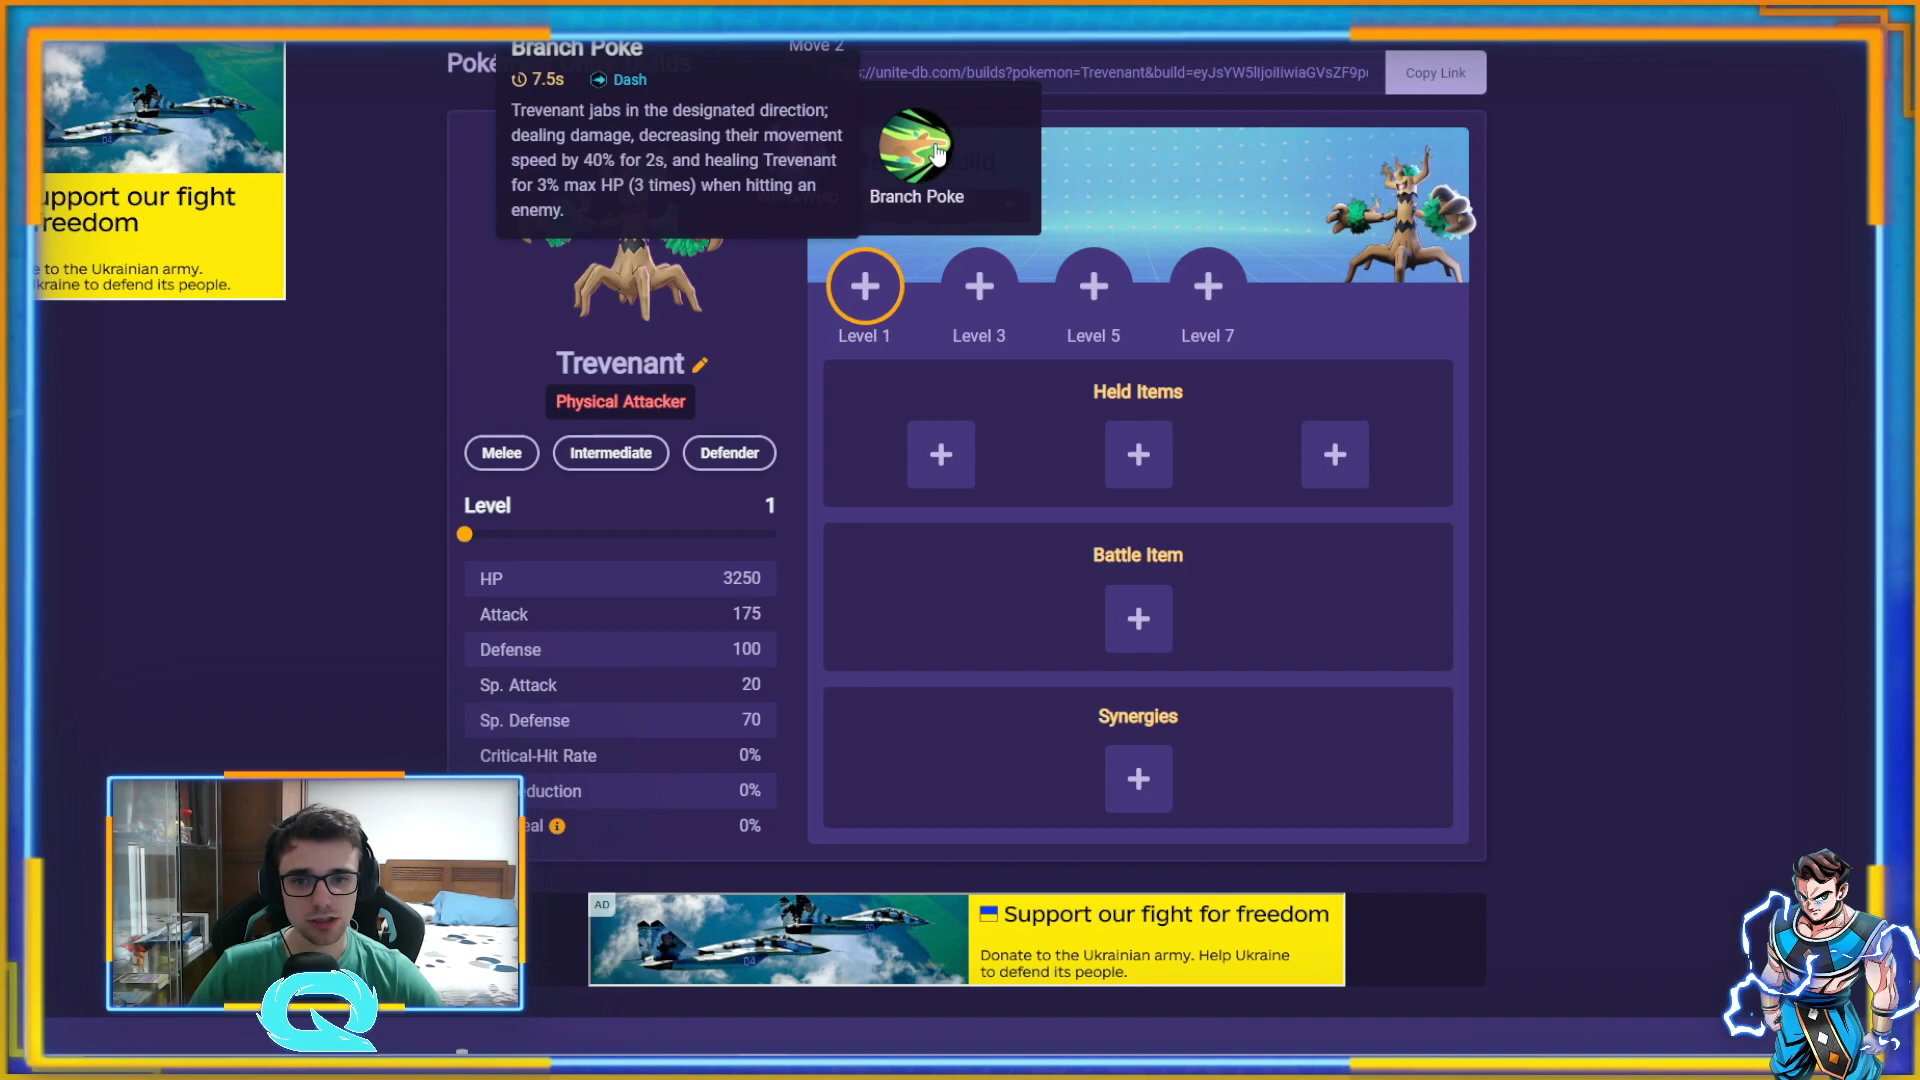 Branch Poke
Move 2
7.5s Dash
Trevenant jabs in the designated direction;
dealing damage, decreasing their movement
speed by 40% for 2s, and healing Trevenant
for 3% max HP (3 times) when hitting an
enemy.
Branch Poke
://unite-db.com/builds?pokemon=Trevenant&build=
Copy Link
upport our fight
reedom
e to the Ukrainian army.
kraine to defend its people.
Level 1
Level 3
Level 5
Level 7
Trevenant
Physical Attacker
Melee
Intermediate
Defender
Level 1
HP 3250
Attack 175
Defense 100
Sp. Attack 20
Sp. Defense 70
Critical-Hit Rate 0%
eduction 0%
eal 0%
Held Items
Battle Item
Synergies
AD
Support our fight for freedom
Donate to the Ukrainian army. Help Ukraine
to defend its people.